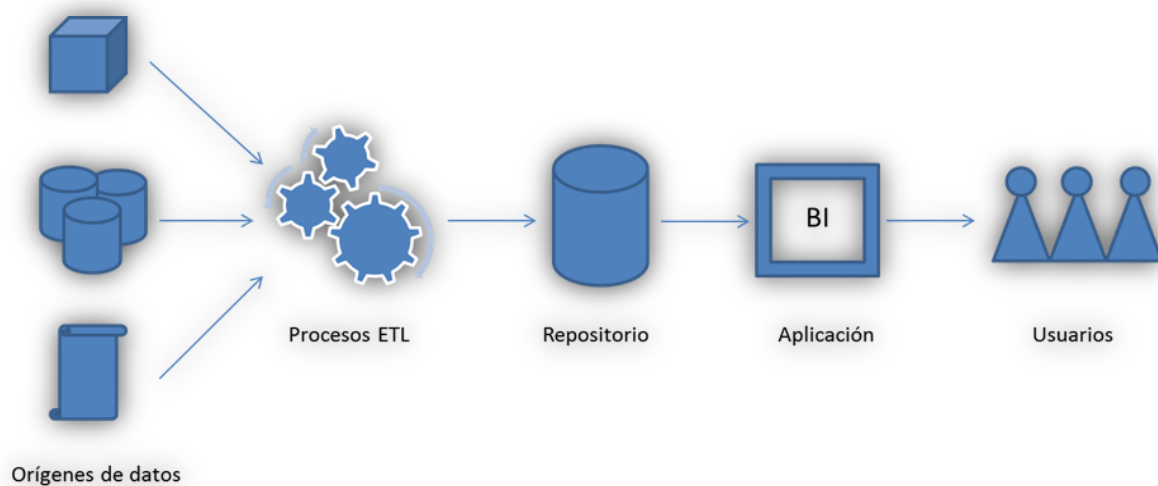 BI
Procesos ETL
Repositorio
Aplicación
Usuarios
Orígenes de datos